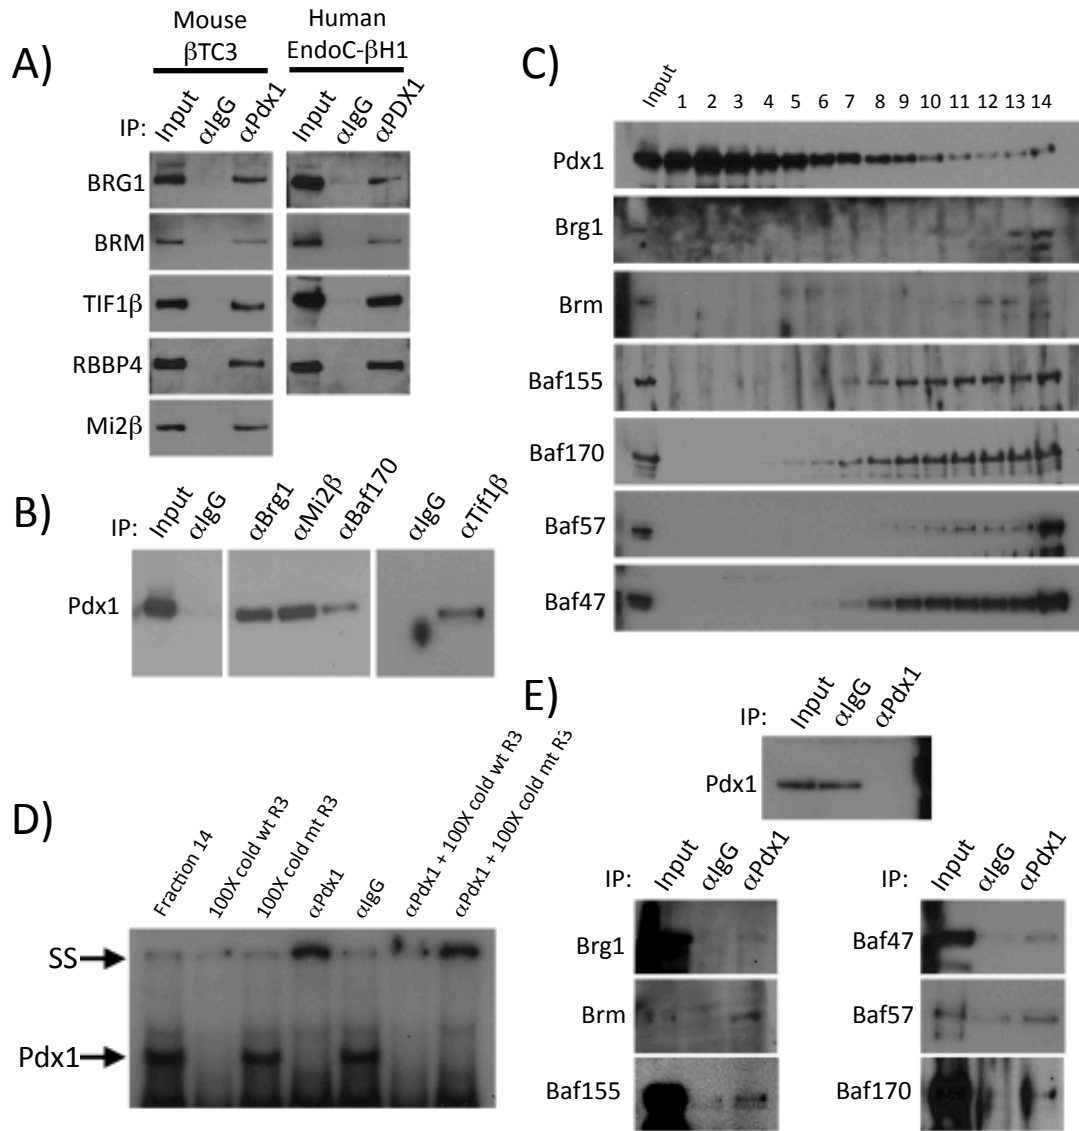 A)
Mouse
βTC3
Human
EndoC-βH1
IP:
Input
αIgG
αPdx1
Input
αIgG
αPDX1
BRG1
BRM
TIF1β
RBBP4
Mi2β
B)
IP:
Input
αIgG
αBrg1
αMi2β
αBaf170
αIgG
αTif1β
Pdx1
C)
Input 1 2 3 4 5 6 7 8 9 10 11 12 13 14
Pdx1
Brg1
Brm
Baf155
Baf170
Baf57
Baf47
D)
Fraction 14
100X cold wt R3
100X cold mt R3
αPdx1
αIgG
αPdx1 + 100X cold wt R3
αPdx1 + 100X cold mt R3
SS
Pdx1
E)
IP:
Input
αIgG
αPdx1
Pdx1
IP:
Input
αIgG
αPdx1
Brg1
Brm
Baf155
IP:
Input
αIgG
αPdx1
Baf47
Baf57
Baf170